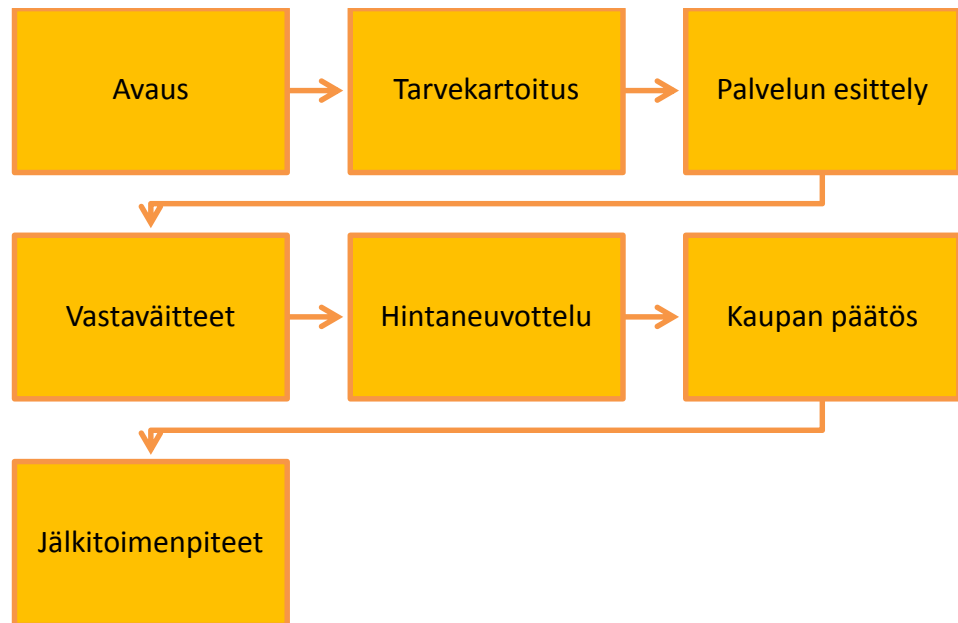 Avaus
Tarvekartoitus
Palvelun esittely
Vastaväitteet
Hintaneuvottelu
Kaupan päätös
Jälkitoimenpiteet